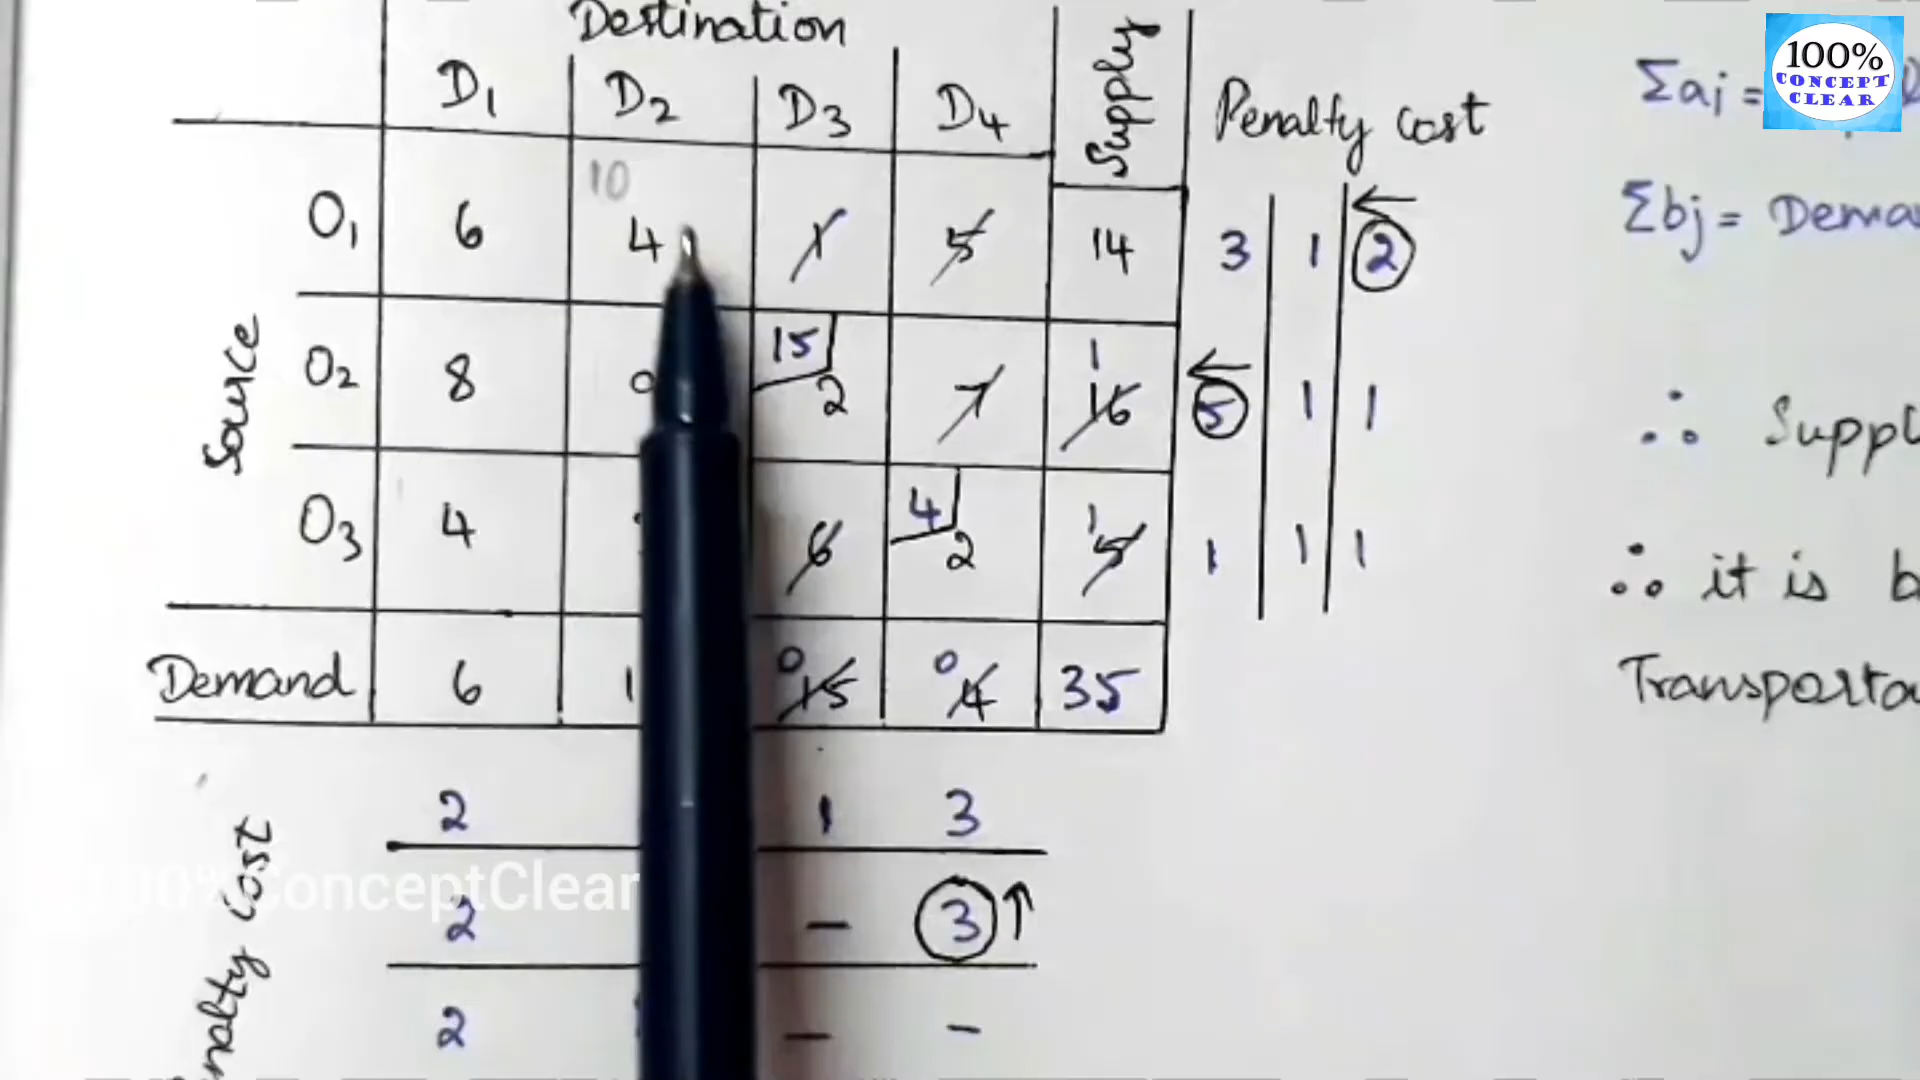 Destination
D1 D2 D3 D4 Supply Penalty cost
10
O1 6 4 1 5 14 3 1 2
15 1
O2 8 2 7 16 5 1 1
4 1
O3 4 6 2 5 1 1 1
0 0
Demand 6 1 15 4 35
Source
2 1 3
2 - 3 ↑
2 - -
Penalty cost
Σai =
Σbj = Dema
∴ Suppl
∴ it is b
Transporta
100%
CONCEPT
CLEAR
100% ConceptClear